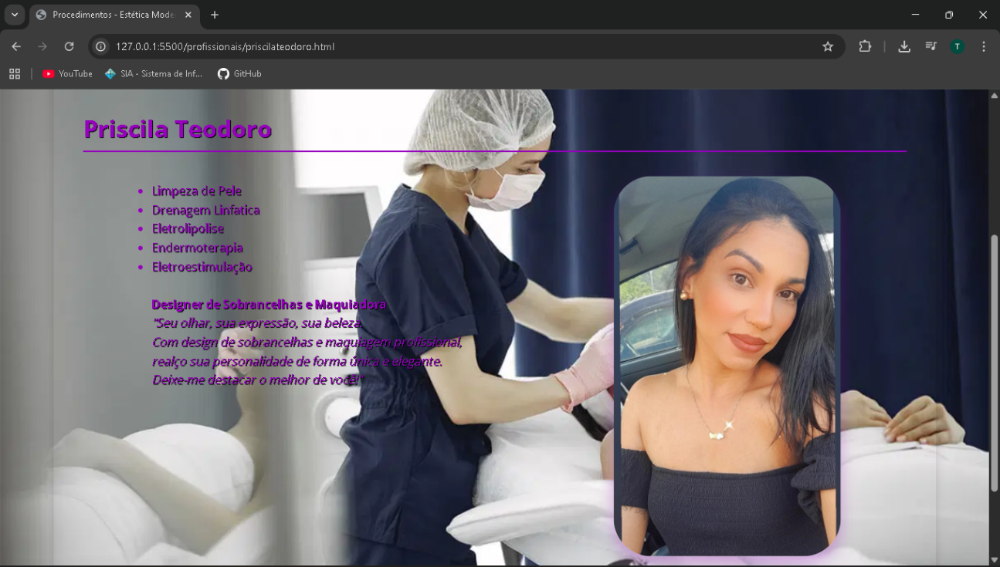 Procedimentos - Estética Mode
127.0.0.1:5500/profissionais/priscilateodoro.html
T
YouTube
SIA - Sistema de Inf...
GitHub
Priscila Teodoro
Limpeza de Pele
Drenagem Linfatica
Eletrolipolise
Endermoterapia
Eletroestimulação
Designer de Sobrancelhas e Maquiadora
"Seu olhar, sua expressão, sua beleza.
Com design de sobrancelhas e maquiagem profissional,
realço sua personalidade de forma única e elegante.
Deixe-me destacar o melhor de você!"